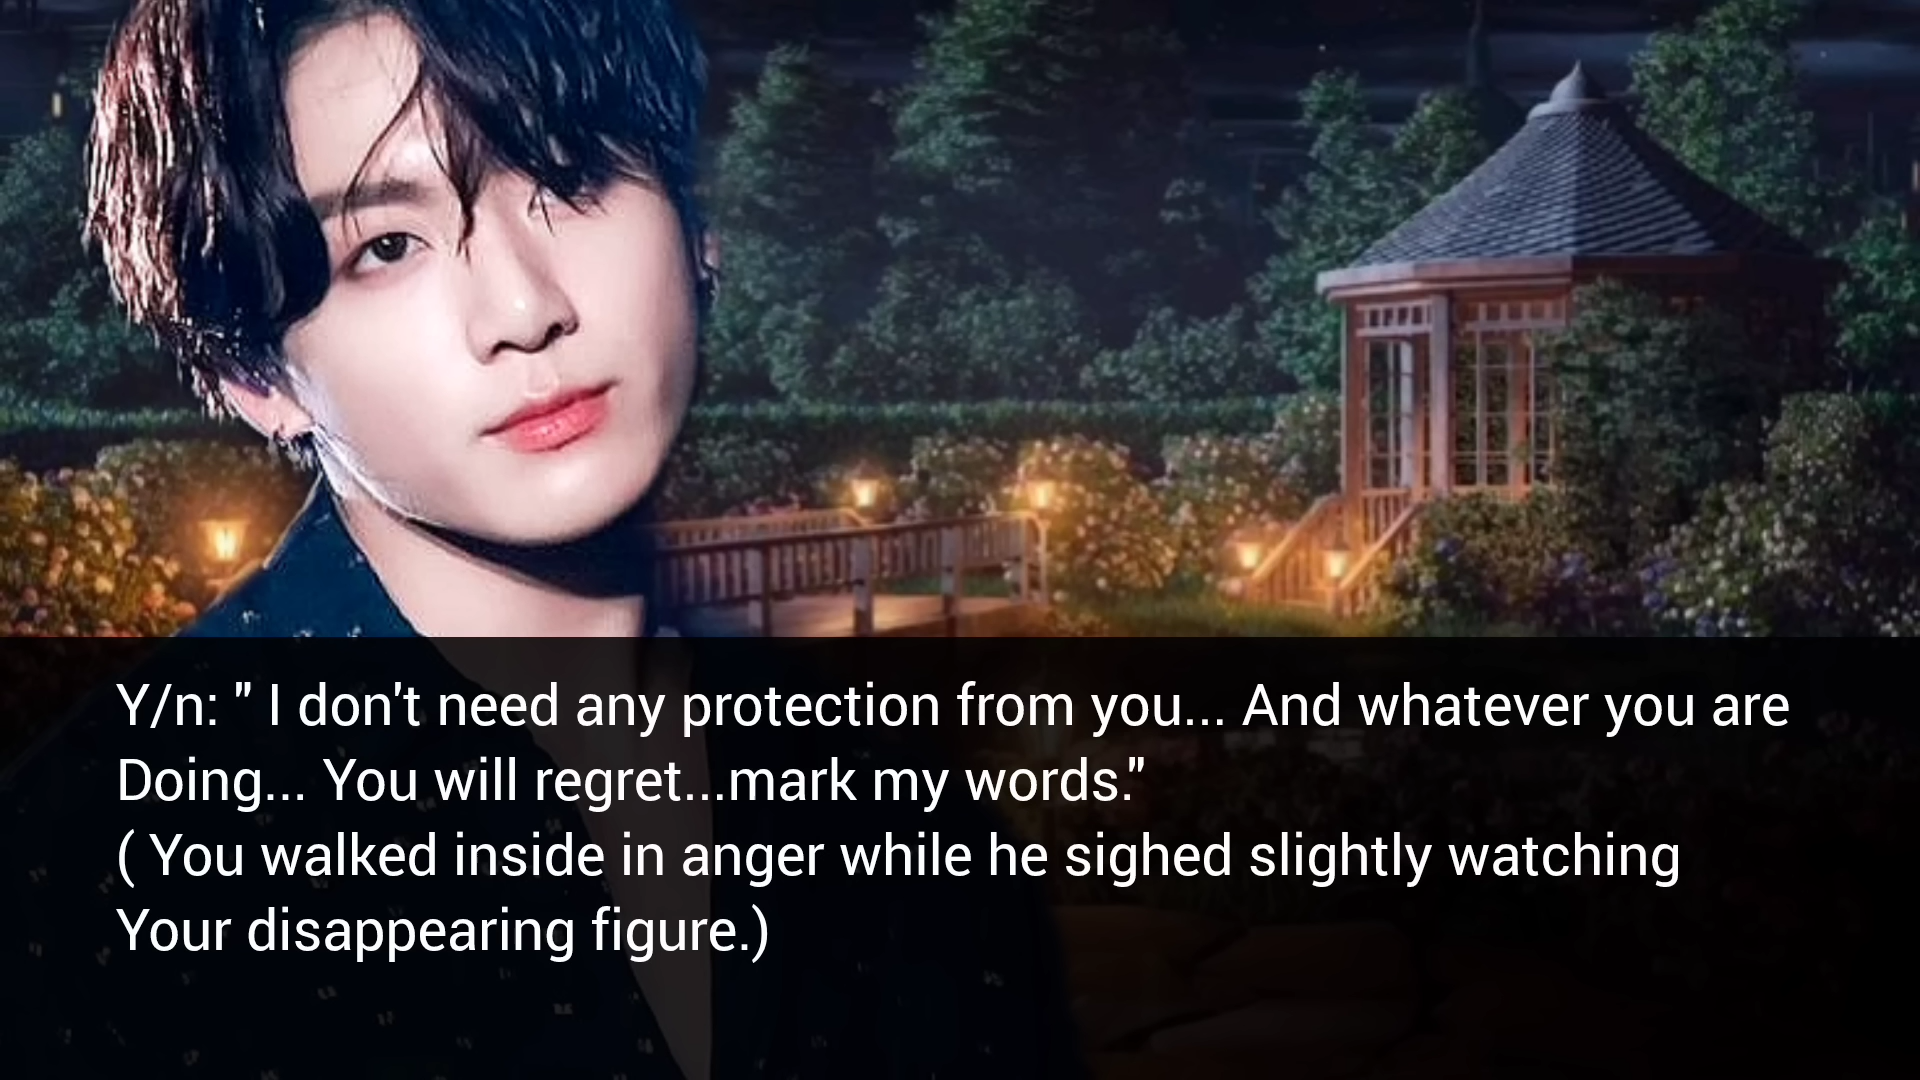 Y/n: " I don't need any protection from you... And whatever you are
Doing... You will regret...mark my words."
( You walked inside in anger while he sighed slightly watching
Your disappearing figure.)